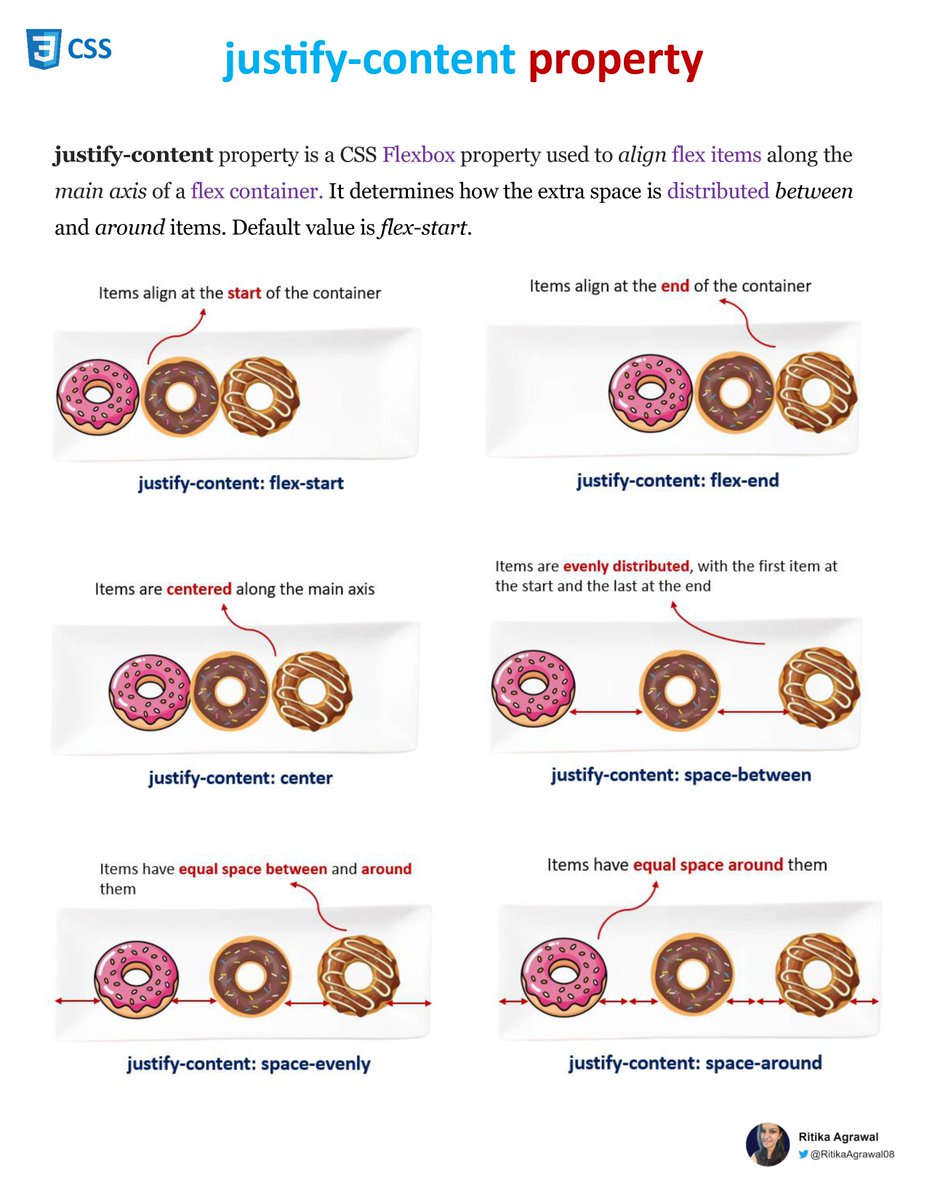 CSS
justify-content property
justify-content property is a CSS Flexbox property used to align flex items along the
main axis of a flex container. It determines how the extra space is distributed between
and around items. Default value is flex-start.
Items align at the start of the container
justify-content: flex-start
Items align at the end of the container
justify-content: flex-end
Items are centered along the main axis
justify-content: center
Items are evenly distributed, with the first item at
the start and the last at the end
justify-content: space-between
Items have equal space between and around
them
justify-content: space-evenly
Items have equal space around them
justify-content: space-around
Ritika Agrawal
@RitikaAgrawal08